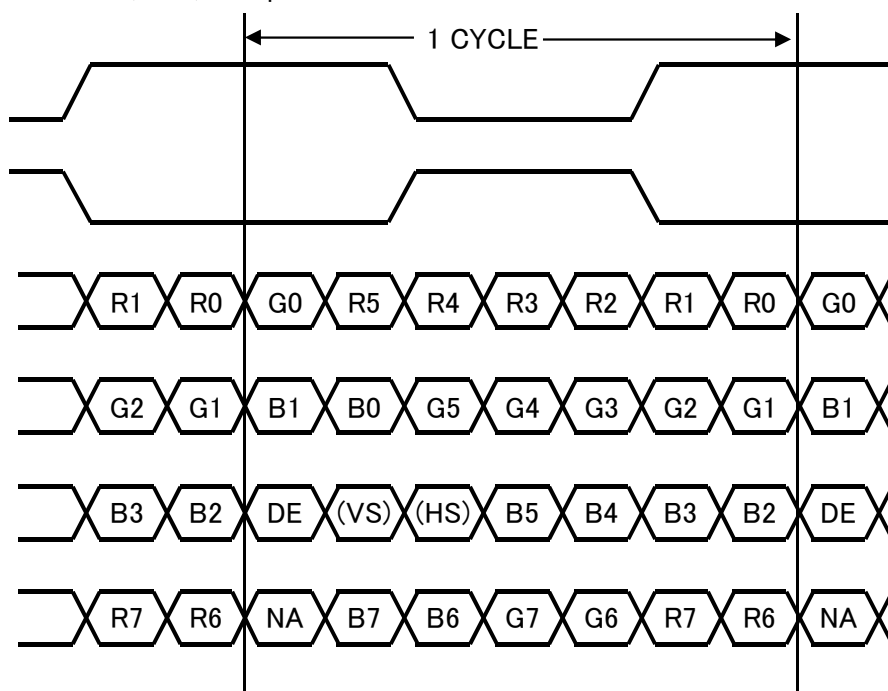 1 CYCLE
R1 R0 G0 R5 R4 R3 R2 R1 R0 G0
G2 G1 B1 B0 G5 G4 G3 G2 G1 B1
B3 B2 DE (VS) (HS) B5 B4 B3 B2 DE
R7 R6 NA B7 B6 G7 G6 R7 R6 NA